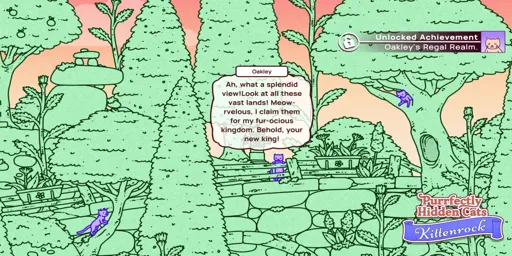 Unlocked Achievement
Oakley's Regal Realm.
Oakley
Ah, what a splendid
view!Look at all these
vast lands! Meow-
rvelous, I claim them
for my fur-ocious
kingdom. Behold, your
new king!
Purrfectly
Hidden Cats
Kittenrock